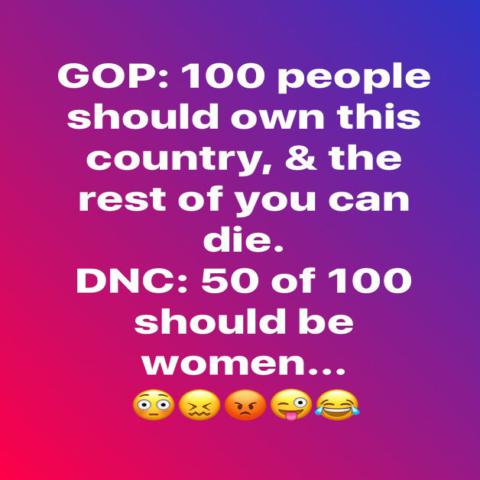 GOP: 100 people
should own this
country, & the
rest of you can
die.
DNC: 50 of 100
should be
women...
😳😖😡😜😂